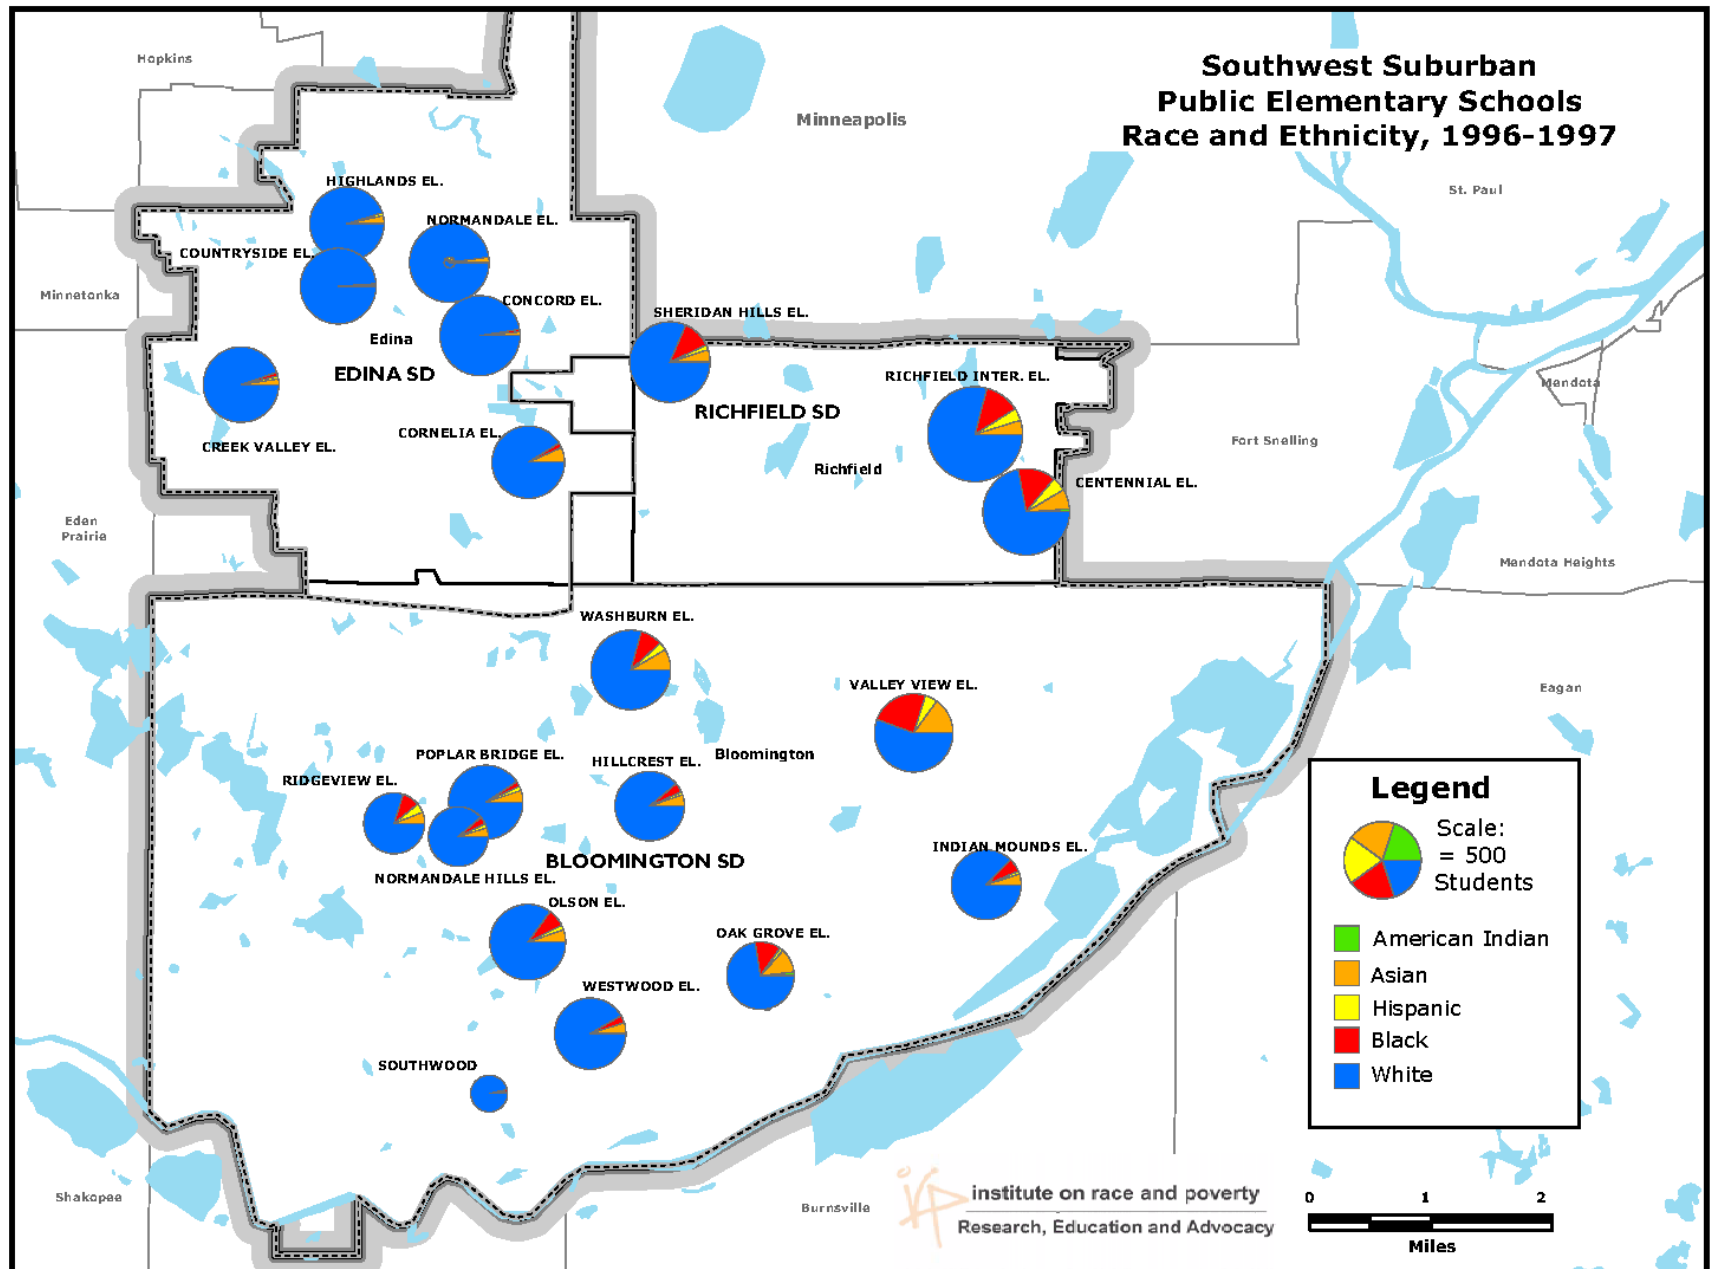 Southwest Suburban
Public Elementary Schools
Race and Ethnicity, 1996-1997
Hopkins
Minneapolis
St. Paul
HIGHLANDS EL.
NORMANDALE EL.
COUNTRYSIDE EL.
Minnetonka
CONCORD EL.
SHERIDAN HILLS EL.
Edina
EDINA SD
RICHFIELD INTER. EL.
Mendota
RICHFIELD SD
CORNELIA EL.
CREEK VALLEY EL.
Fort Snelling
Richfield
CENTENNIAL EL.
Eden
Prairie
Mendota Heights
WASHBURN EL.
VALLEY VIEW EL.
Eagan
POPLAR BRIDGE EL.
HILLCREST EL.
Bloomington
RIDGEVIEW EL.
INDIAN MOUNDS EL.
BLOOMINGTON SD
NORMANDALE HILLS EL.
OLSON EL.
OAK GROVE EL.
WESTWOOD EL.
SOUTHWOOD
Legend
Scale:
= 500
Students
American Indian
Asian
Hispanic
Black
White
Shakopee
Burnsville
institute on race and poverty
Research, Education and Advocacy
0 1 2
Miles